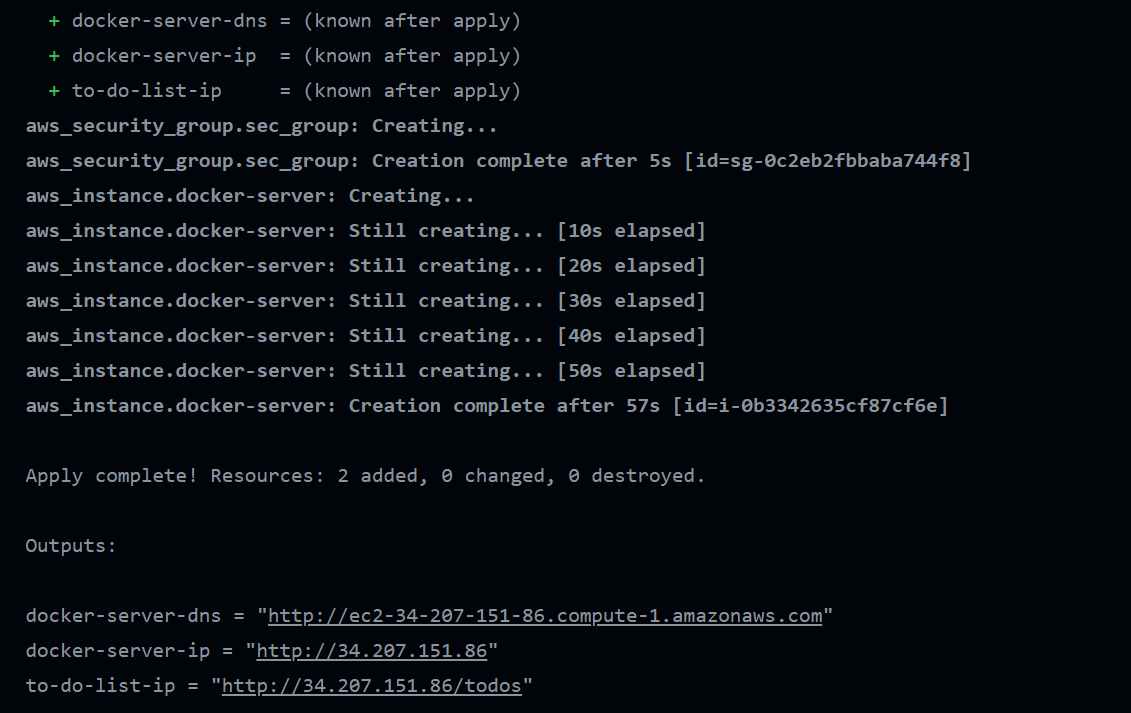 + docker-server-dns = (known after apply)
+ docker-server-ip  = (known after apply)
+ to-do-list-ip     = (known after apply)
aws_security_group.sec_group: Creating...
aws_security_group.sec_group: Creation complete after 5s [id=sg-0c2eb2fbbaba744f8]
aws_instance.docker-server: Creating...
aws_instance.docker-server: Still creating... [10s elapsed]
aws_instance.docker-server: Still creating... [20s elapsed]
aws_instance.docker-server: Still creating... [30s elapsed]
aws_instance.docker-server: Still creating... [40s elapsed]
aws_instance.docker-server: Still creating... [50s elapsed]
aws_instance.docker-server: Creation complete after 57s [id=i-0b3342635cf87cf6e]
Apply complete! Resources: 2 added, 0 changed, 0 destroyed.
Outputs:
docker-server-dns = "http://ec2-34-207-151-86.compute-1.amazonaws.com"
docker-server-ip = "http://34.207.151.86"
to-do-list-ip = "http://34.207.151.86/todos"